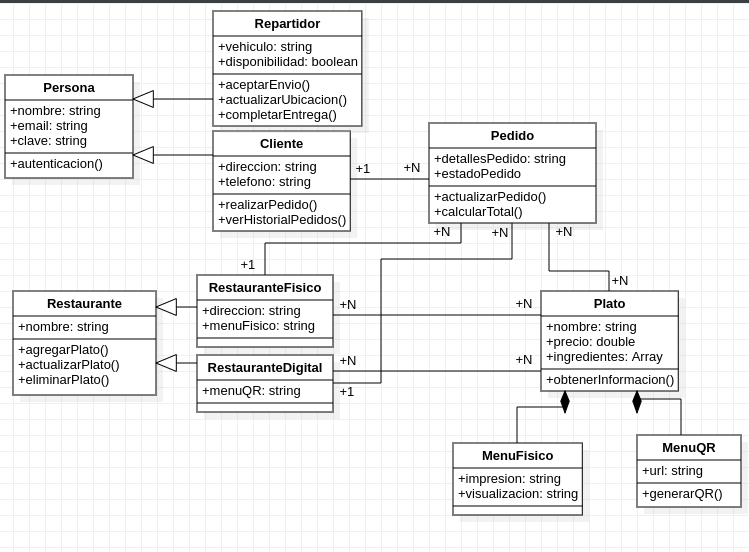 Repartidor
+vehiculo: string
+disponibilidad: boolean
+aceptarEnvio()
+actualizarUbicacion()
+completarEntrega()
Persona
+nombre: string
+email: string
+clave: string
+autenticacion()
Cliente
+direccion: string
+telefono: string
+realizarPedido()
+verHistorialPedidos()
+1
+N
Pedido
+detallesPedido: string
+estadoPedido
+actualizarPedido()
+calcularTotal()
+N
+N
+N
+1
+N
Restaurante
+nombre: string
+agregarPlato()
+actualizarPlato()
+eliminarPlato()
RestauranteFisico
+direccion: string
+menuFisico: string
+N
+N
RestauranteDigital
+menuQR: string
+N
+N
+1
Plato
+nombre: string
+precio: double
+ingredientes: Array
+obtenerInformacion()
MenuFisico
+impresion: string
+visualizacion: string
MenuQR
+url: string
+generarQR()